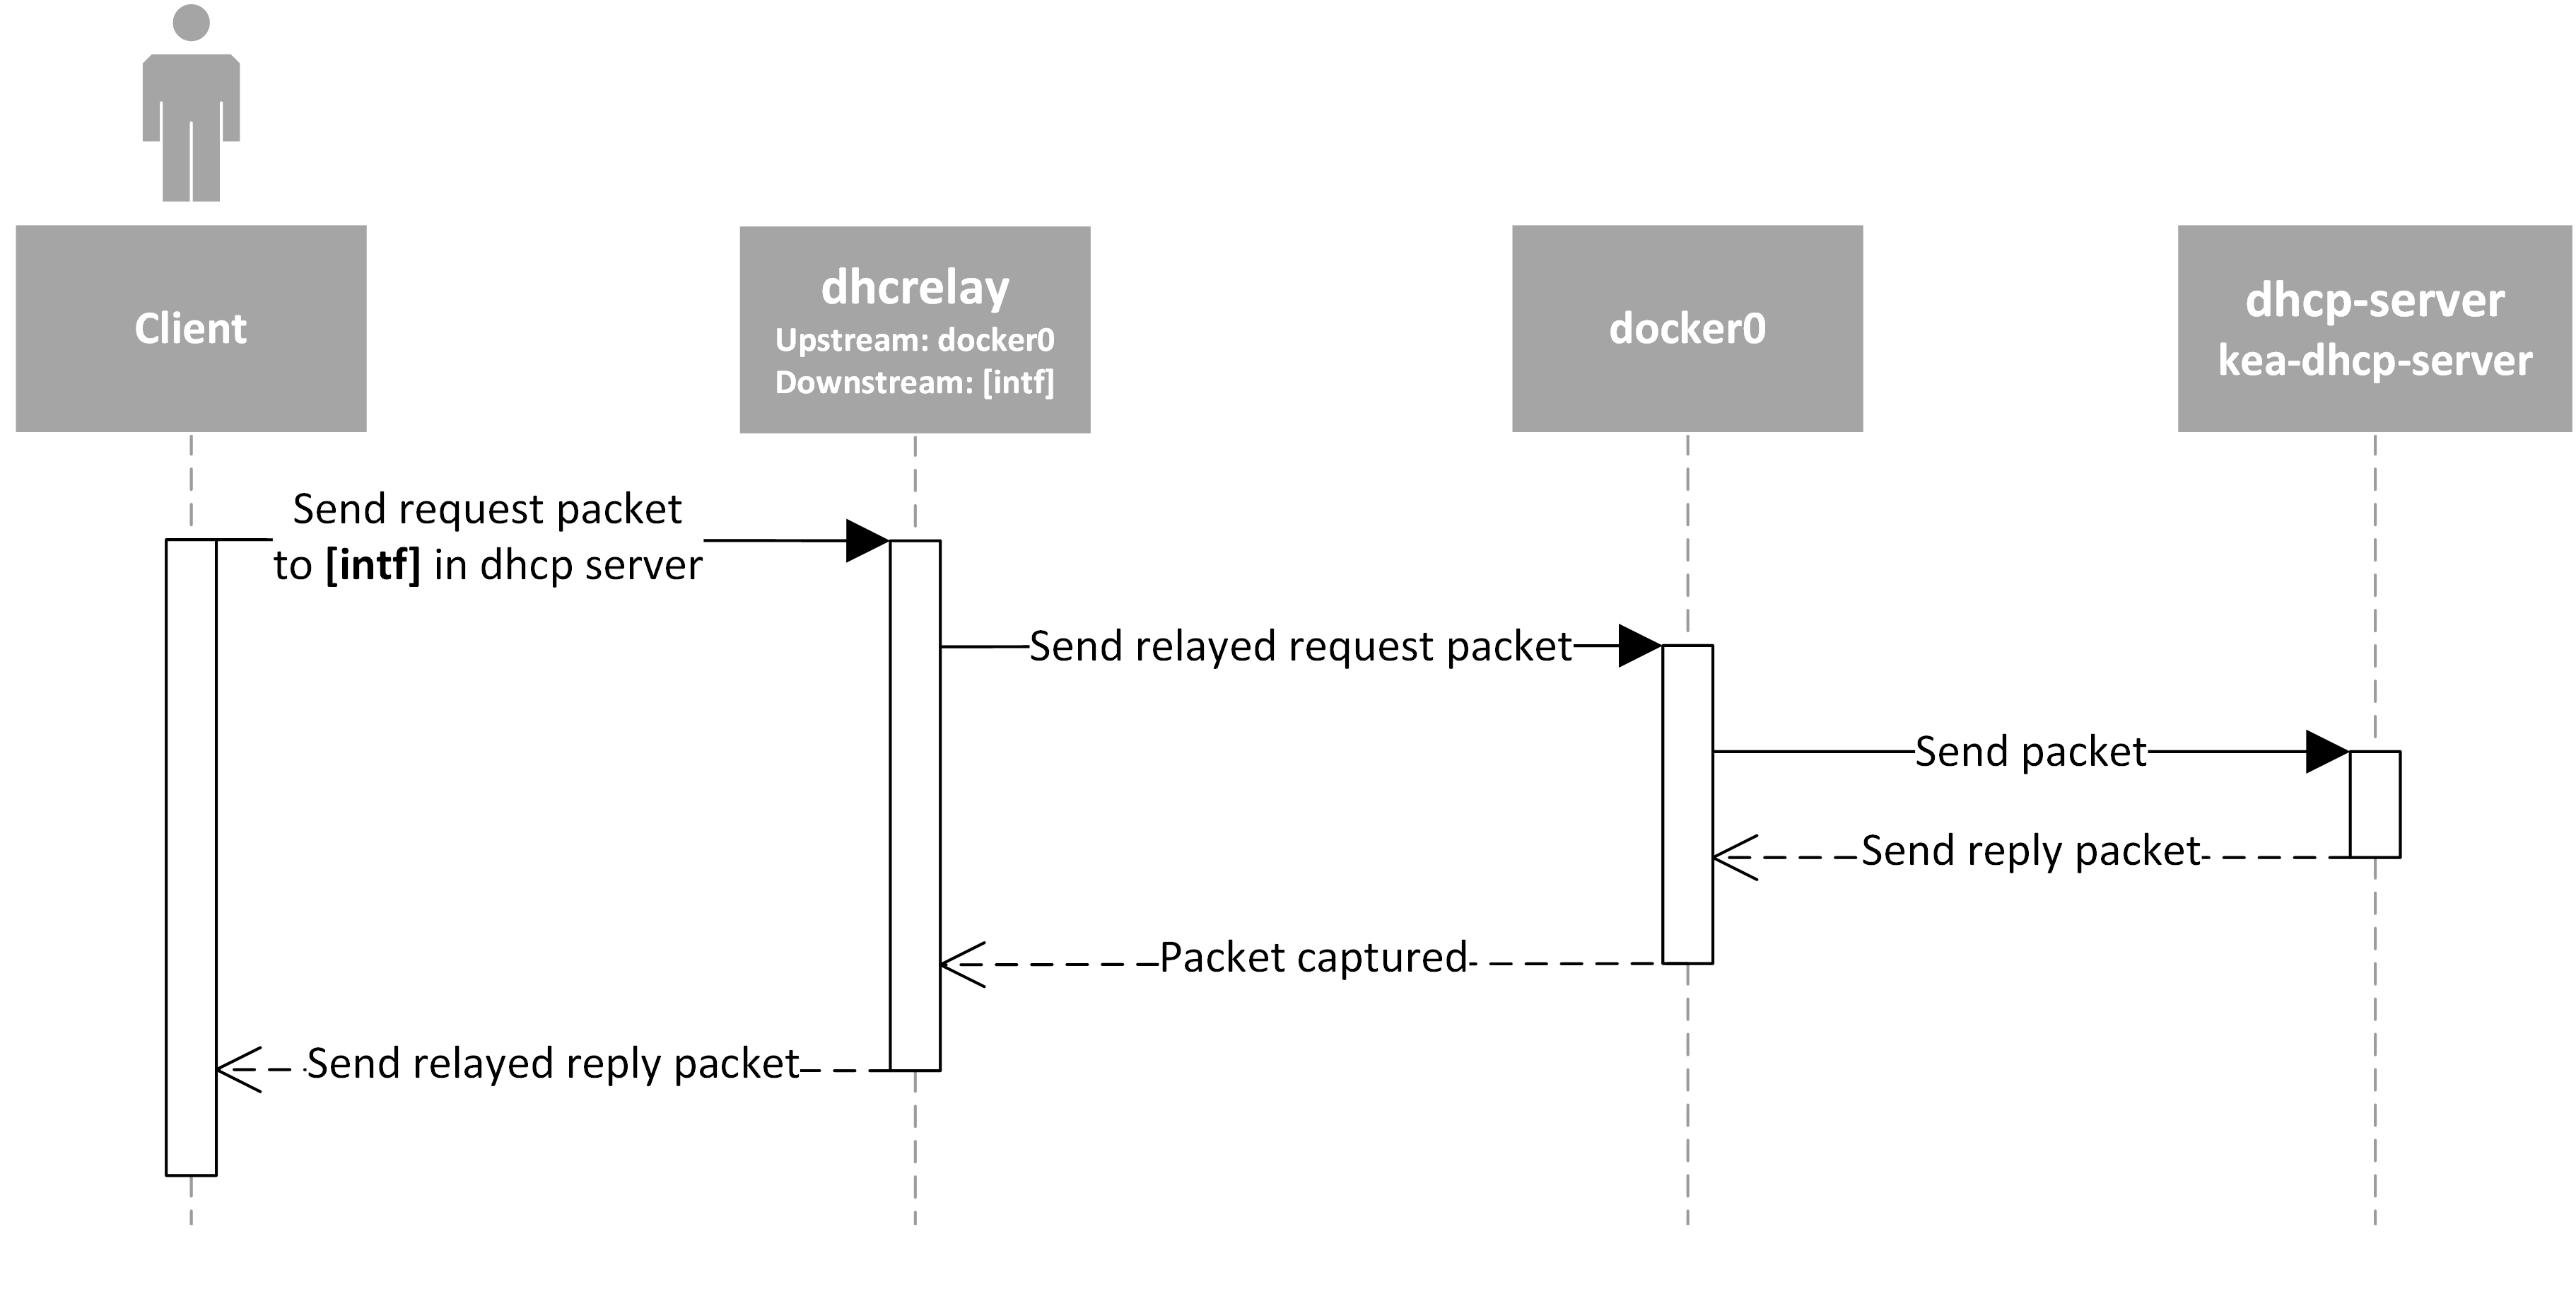 Client
dhcrelay
Upstream: docker0
Downstream: [intf]
docker0
dhcp-server
kea-dhcp-server
Send request packet
to [intf] in dhcp server
Send relayed request packet
Send packet
Send reply packet
Packet captured
Send relayed reply packet